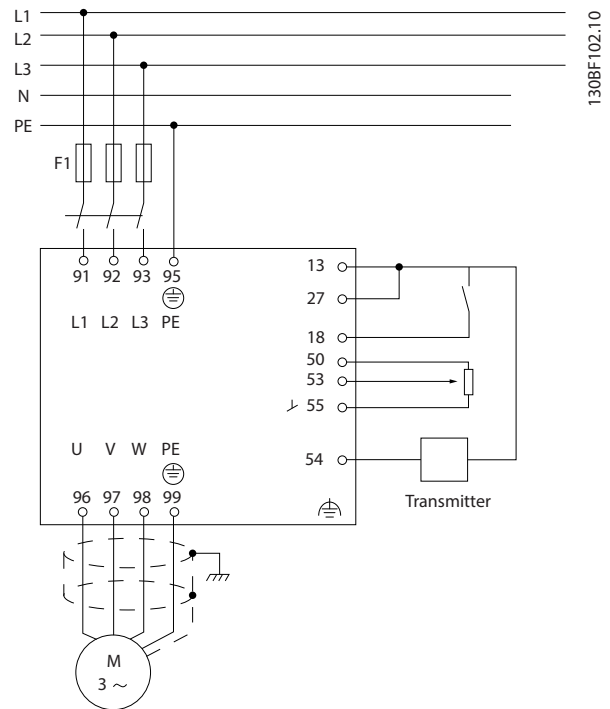 L1
L2
L3
N
PE
130BF102.10
F1
91 92 93 95
L1 L2 L3 PE
13
27
18
50
53
55
54
Transmitter
U V W PE
96 97 98 99
M
3 ~